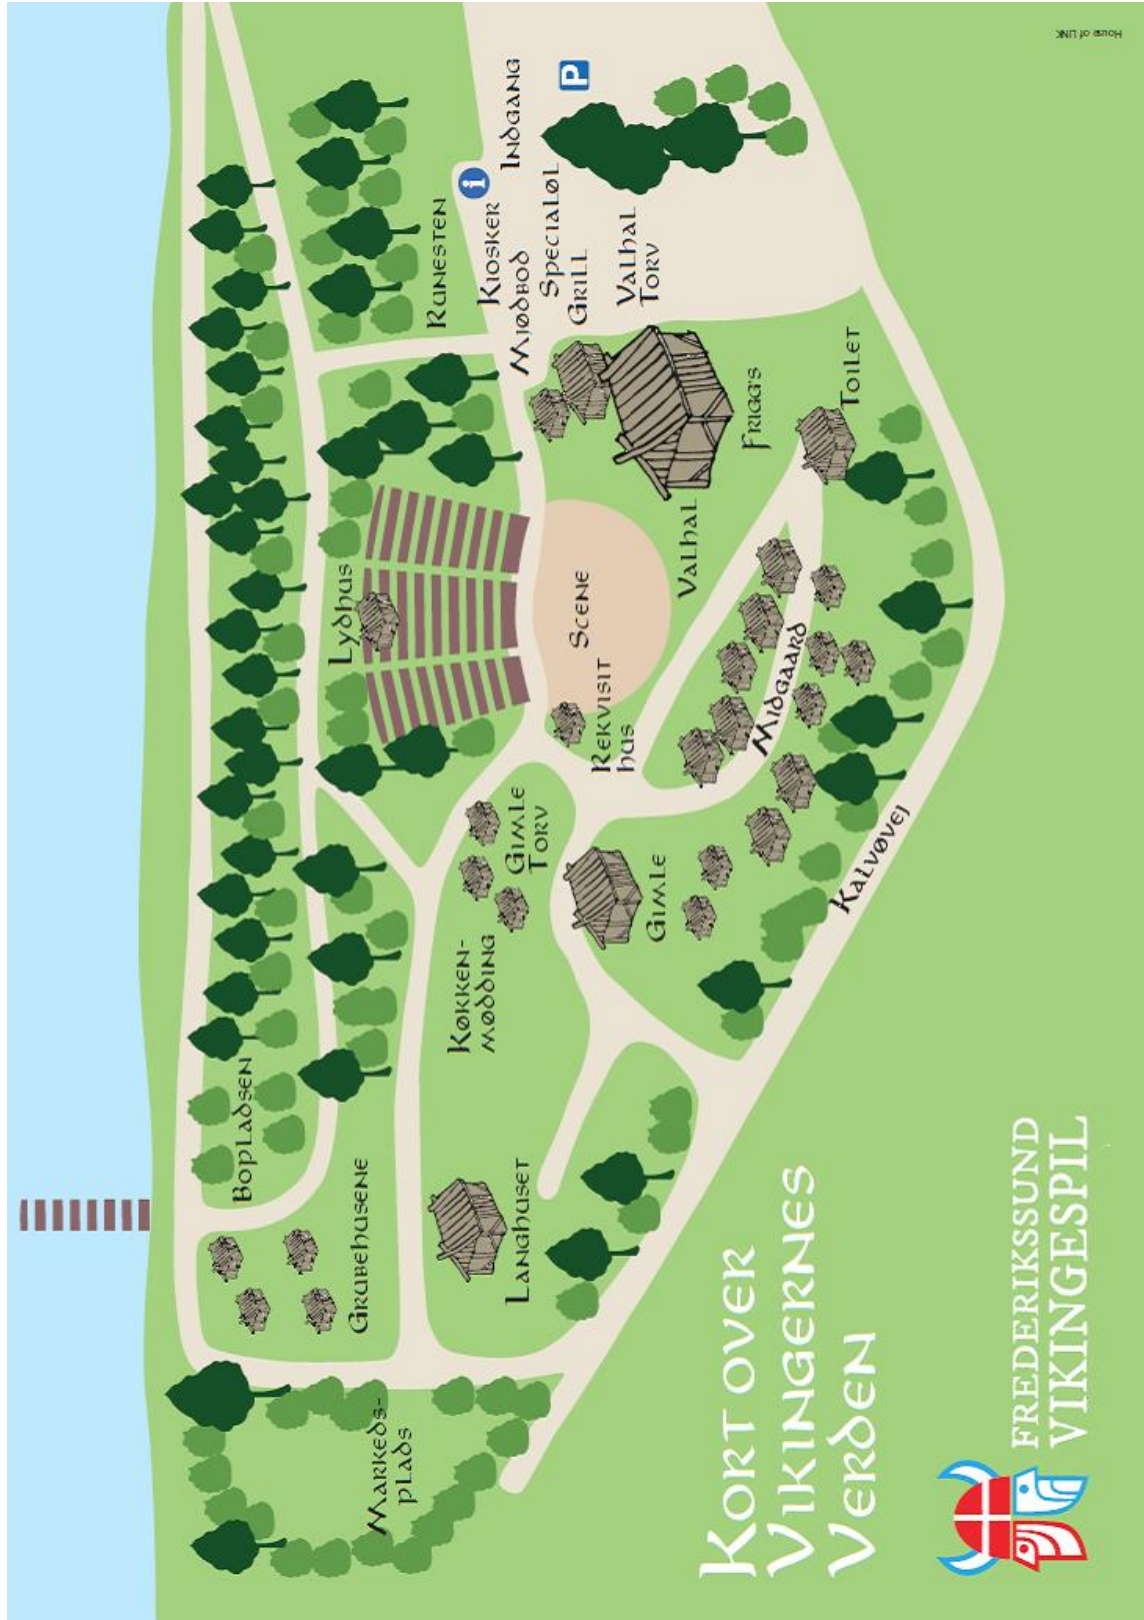 Kort over
Vikingernes
Verden
FREDERIKSSUND
VIKINGESPIL
Markeds-
plads
Grubehusene
Bopladsen
Langhuset
Køkken-
mødding
Gimle
Torv
Gimle
Kalvøvej
Midgaard
Rekvisit
hus
Scene
Lydhus
Valhal
Frigg's
Toilet
Valhal
Torv
Grill
Specialøl
Mjødbod
Kiosker
Runesten
i
Indgang
P
House of LINK